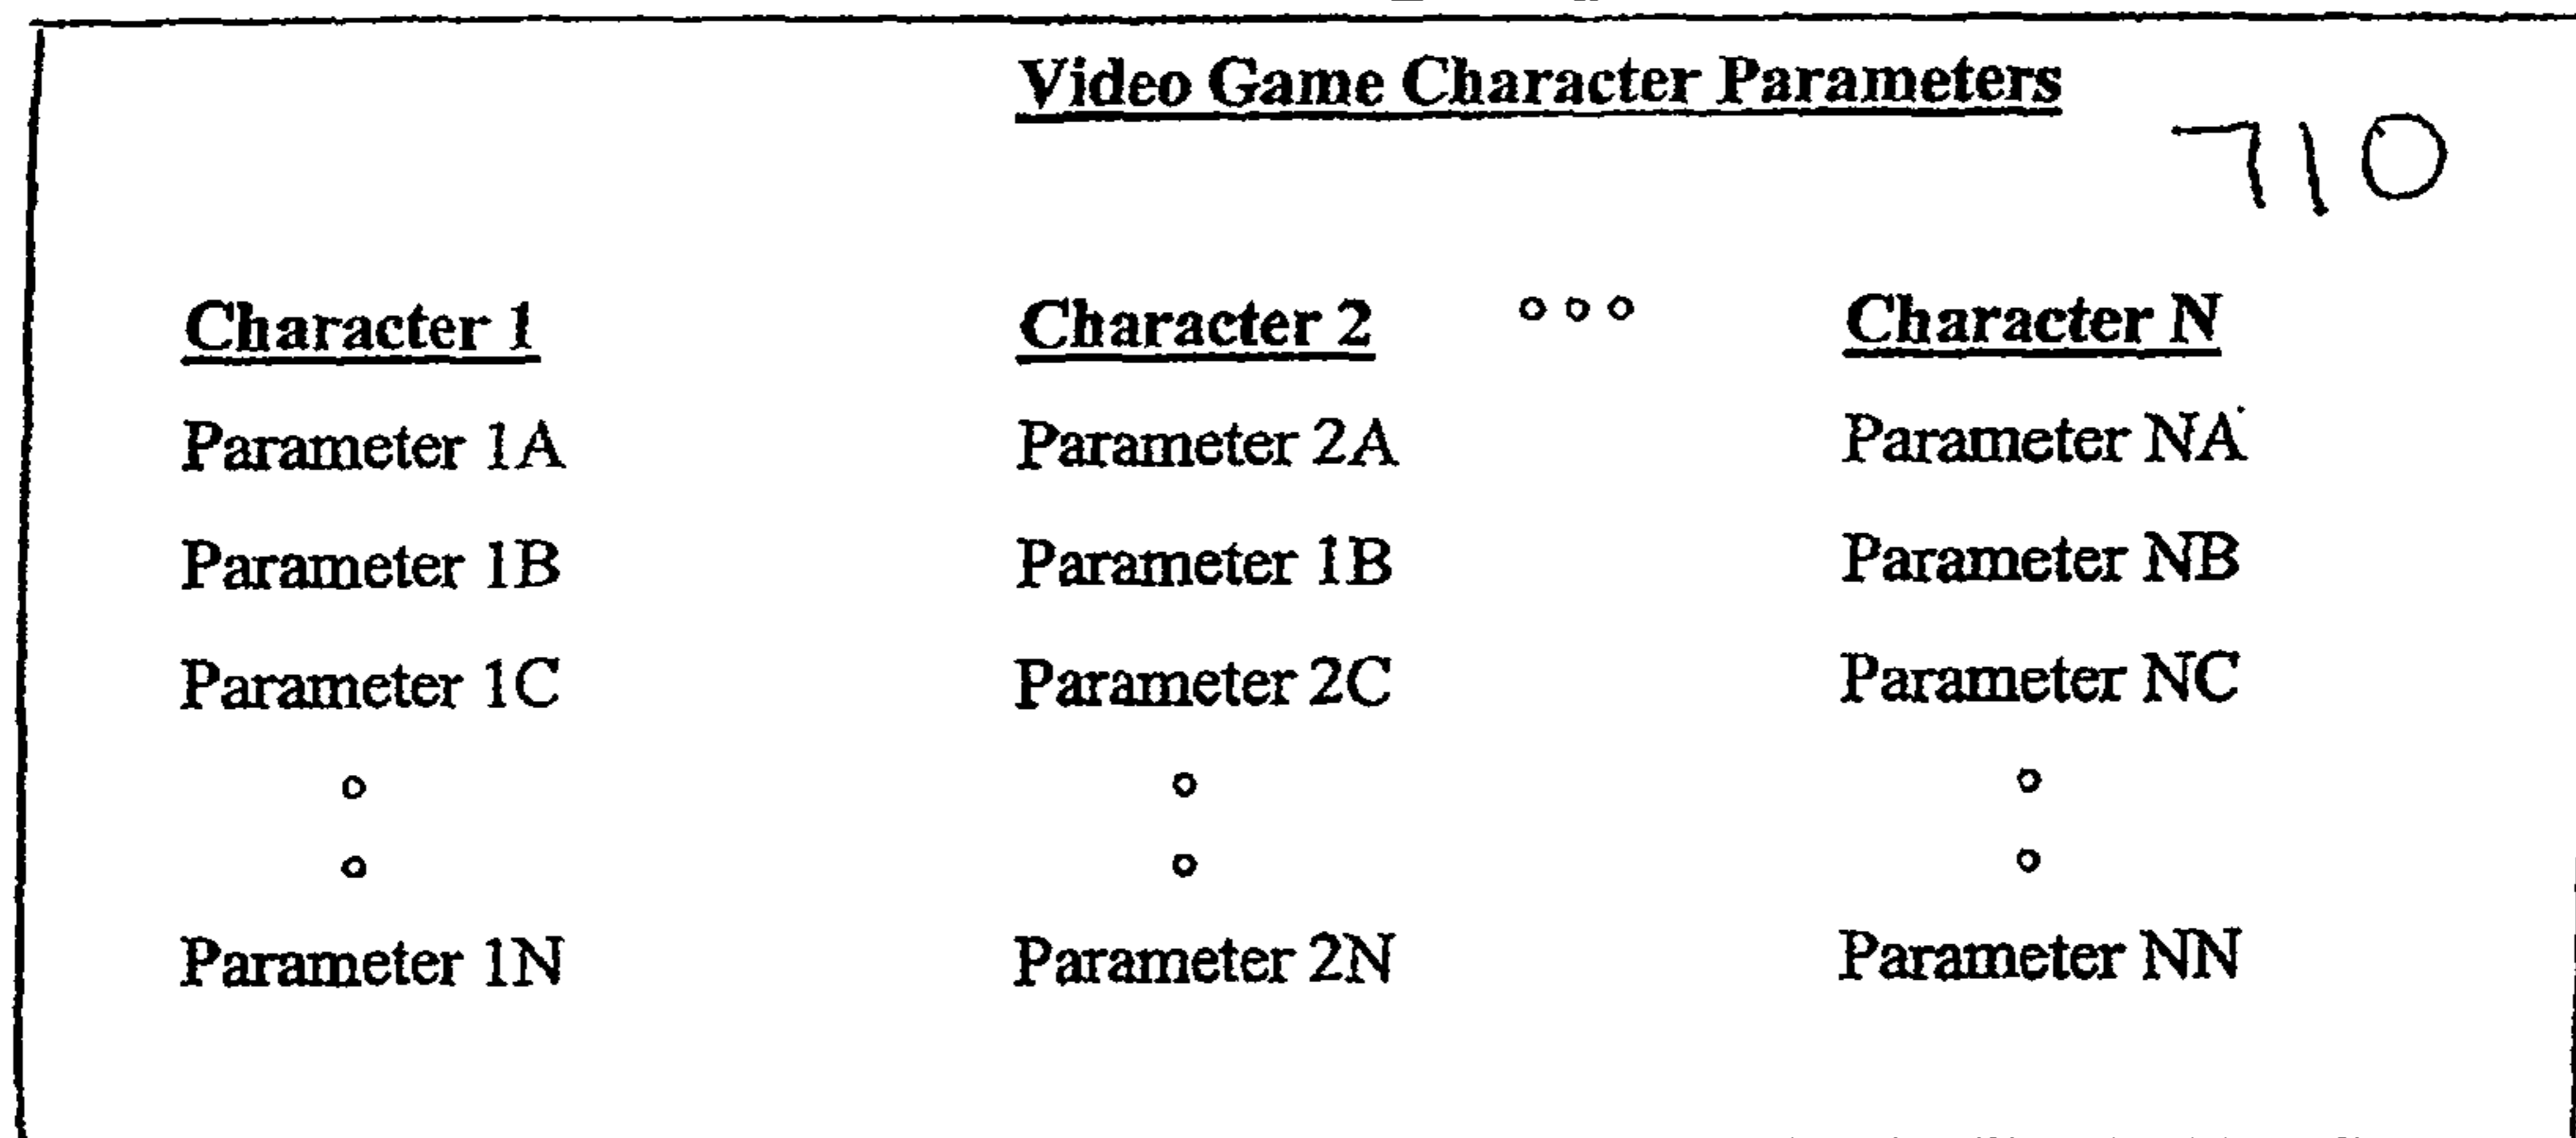 Video Game Character Parameters
710
Character 1 Character 2 ° ° ° Character N
Parameter 1A Parameter 2A Parameter NA
Parameter 1B Parameter 1B Parameter NB
Parameter 1C Parameter 2C Parameter NC
° ° °
° ° °
Parameter 1N Parameter 2N Parameter NN